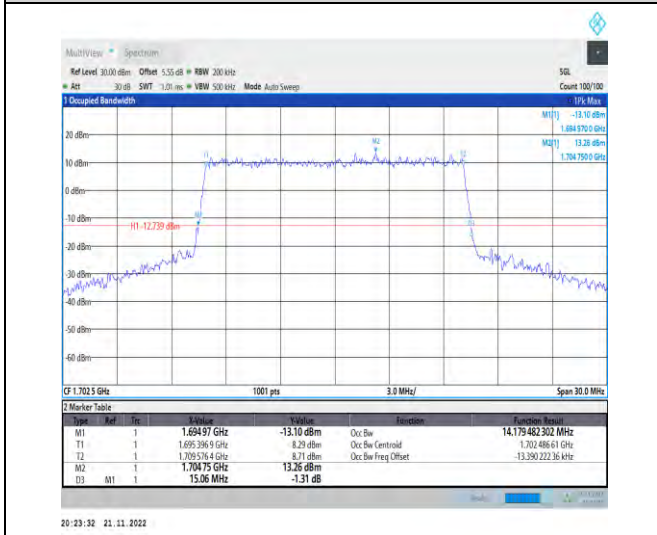 MultiView Spectrum
Ref Level 30.00 dBm Offset 5.55 dB RBW 200 kHz SGL
Att 30 dB SWT 1.01 ms VBW 500 kHz Mode Auto Sweep Count 100/100
1 Occupied Bandwidth 1Pk Max
M1[1] -13.10 dBm
1.694 970 0 GHz
M2[1] 13.26 dBm
1.704 750 0 GHz
20 dBm
M2
T1 T2
10 dBm
0 dBm
-10 dBm
H1 -12.739 dBm
-20 dBm
-30 dBm
-40 dBm
-50 dBm
-60 dBm
CF 1.702 5 GHz 1001 pts 3.0 MHz/ Span 30.0 MHz
2 Marker Table
Type Ref Trc X-Value Y-Value Function Function Result
M1 1 1.694 97 GHz -13.10 dBm Occ Bw 14.179 482 302 MHz
T1 1 1.695 396 9 GHz 8.29 dBm Occ Bw Centroid 1.702 486 61 GHz
T2 1 1.709 576 4 GHz 8.71 dBm Occ Bw Freq Offset -13.390 222 36 kHz
M2 1 1.704 75 GHz 13.26 dBm
D3 M1 1 15.06 MHz -1.31 dB
20:23:32 21.11.2022